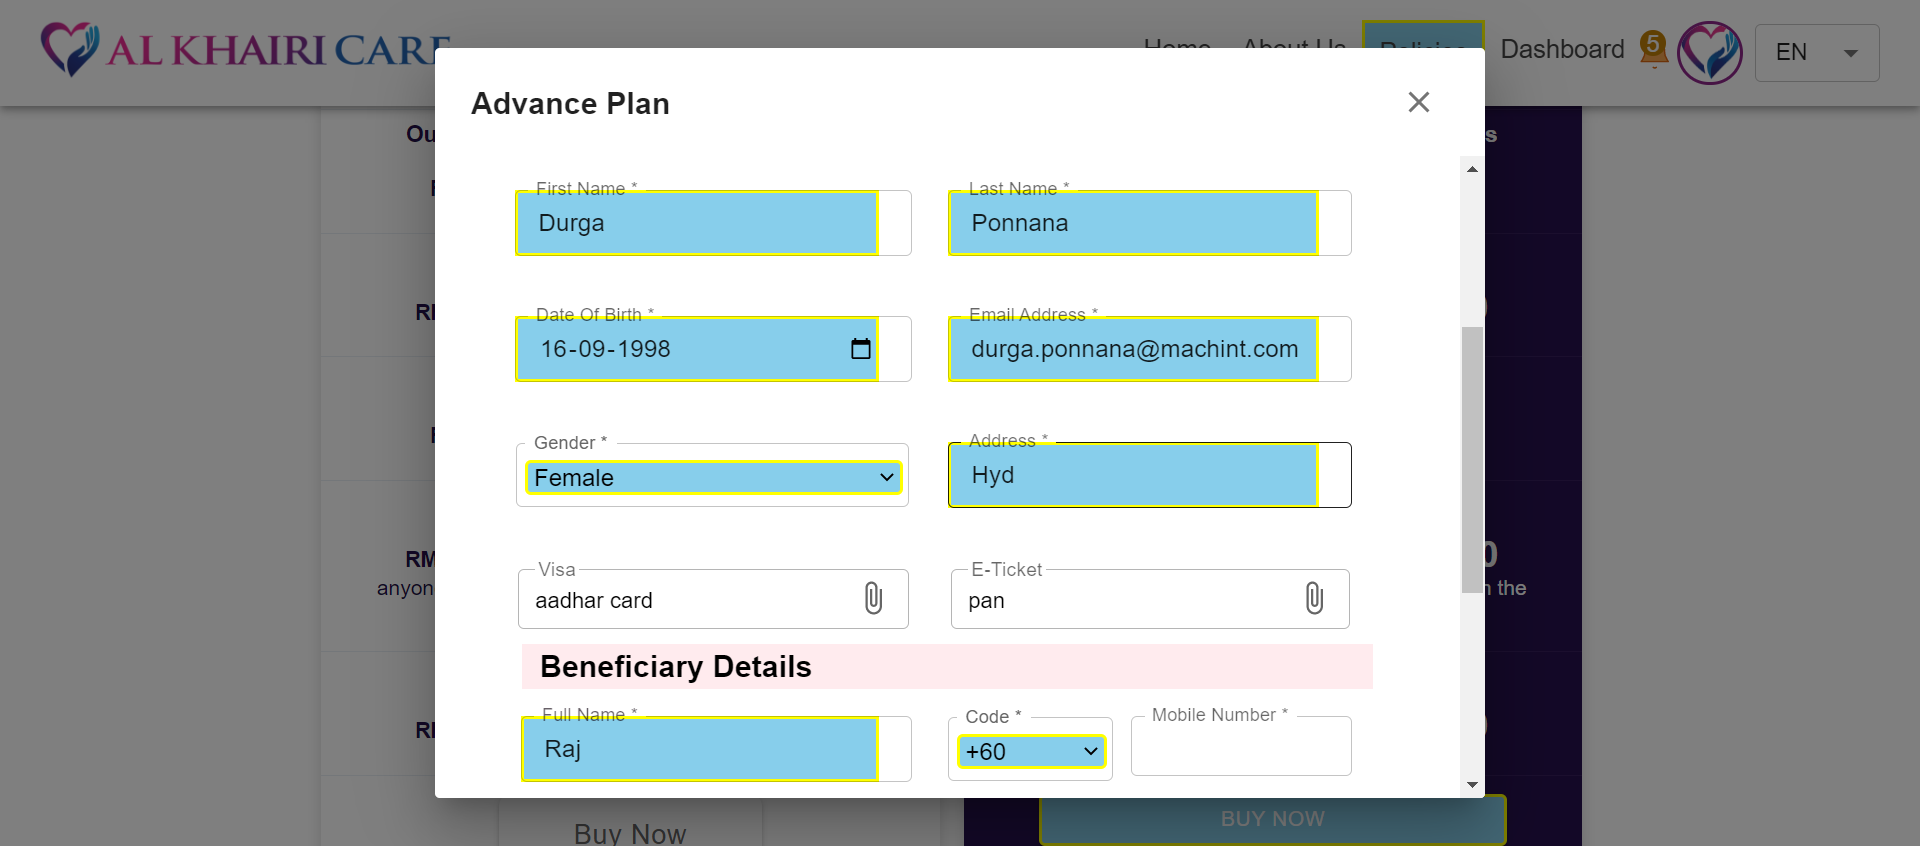 AL KHAIRI CARE
Home About Us Policies Dashboard 5 EN
Advance Plan
Ou
s
First Name *
Durga
Last Name *
Ponnana
Date Of Birth *
16-09-1998
Email Address *
durga.ponnana@machint.com
Gender *
Female
Address *
Hyd
Visa
aadhar card
E-Ticket
pan
RM
anyon
0
the
Beneficiary Details
Full Name *
Raj
Code *
+60
Mobile Number *
Buy Now
BUY NOW